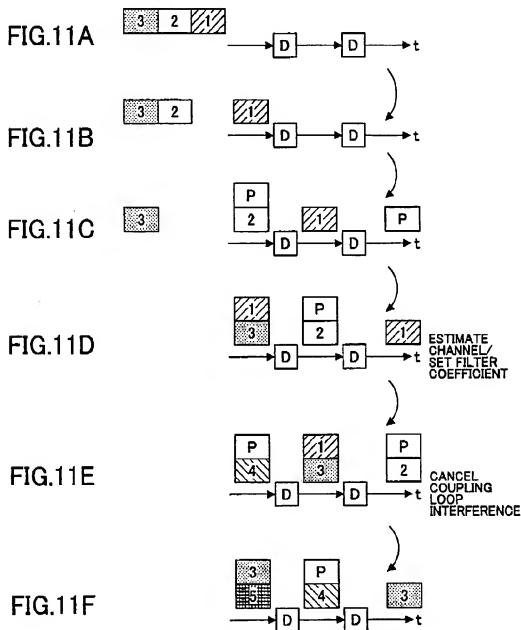 FIG.11A
3 2 1
D D t
FIG.11B
3 2 1
D D t
FIG.11C
3
P
2 1 P
D D t
FIG.11D
1 P
3 2 1
D D t
ESTIMATE
CHANNEL/
SET FILTER
COEFFICIENT
FIG.11E
P 1 P
4 3 2
D D t
CANCEL
COUPLING
LOOP
INTERFERENCE
FIG.11F
3 P
5 4 3
D D t